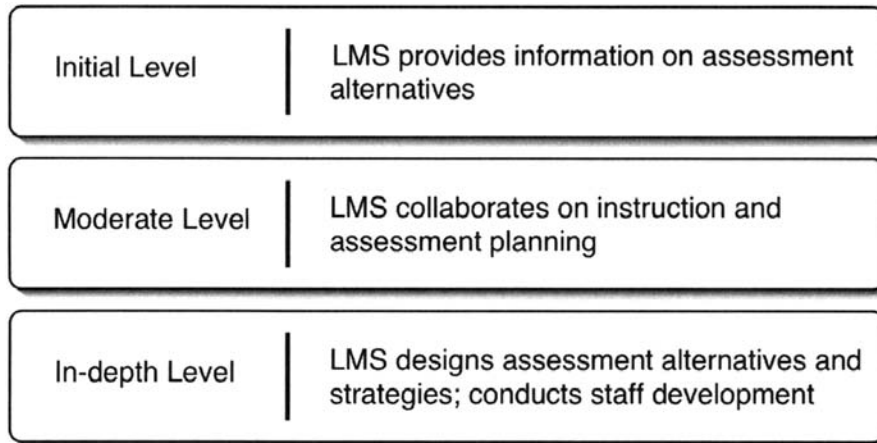 Initial Level
LMS provides information on assessment
alternatives
Moderate Level
LMS collaborates on instruction and
assessment planning
In-depth Level
LMS designs assessment alternatives and
strategies; conducts staff development